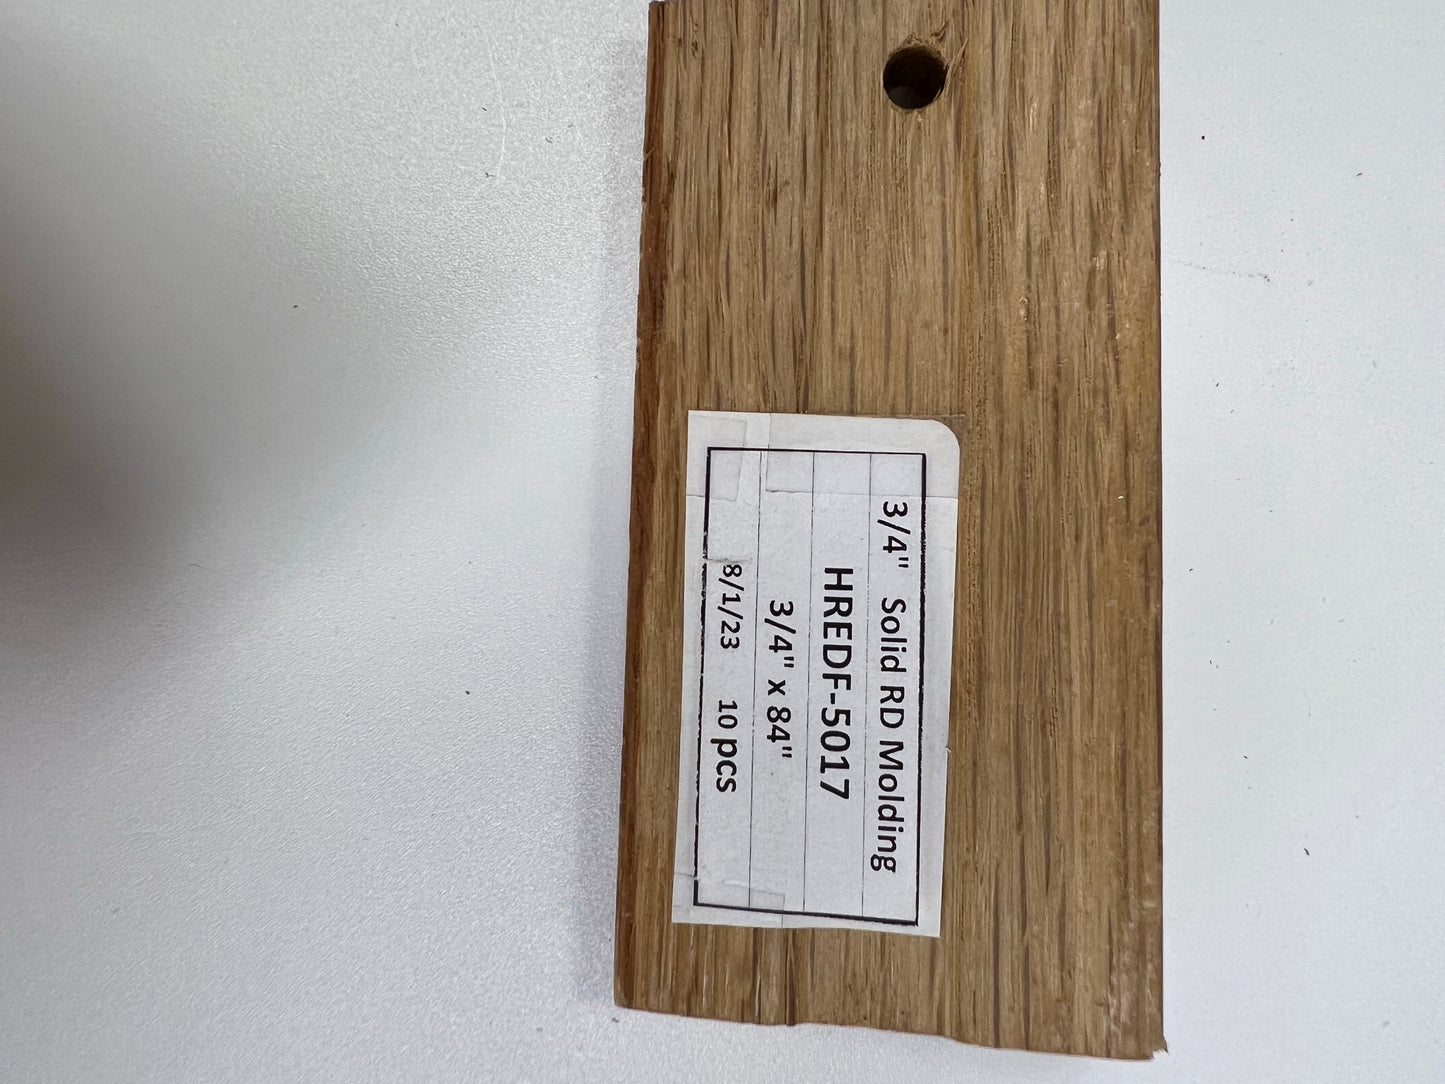 3/4" Solid RD Molding
HREDF-5017
3/4" x 84"
8/1/23 10 pcs